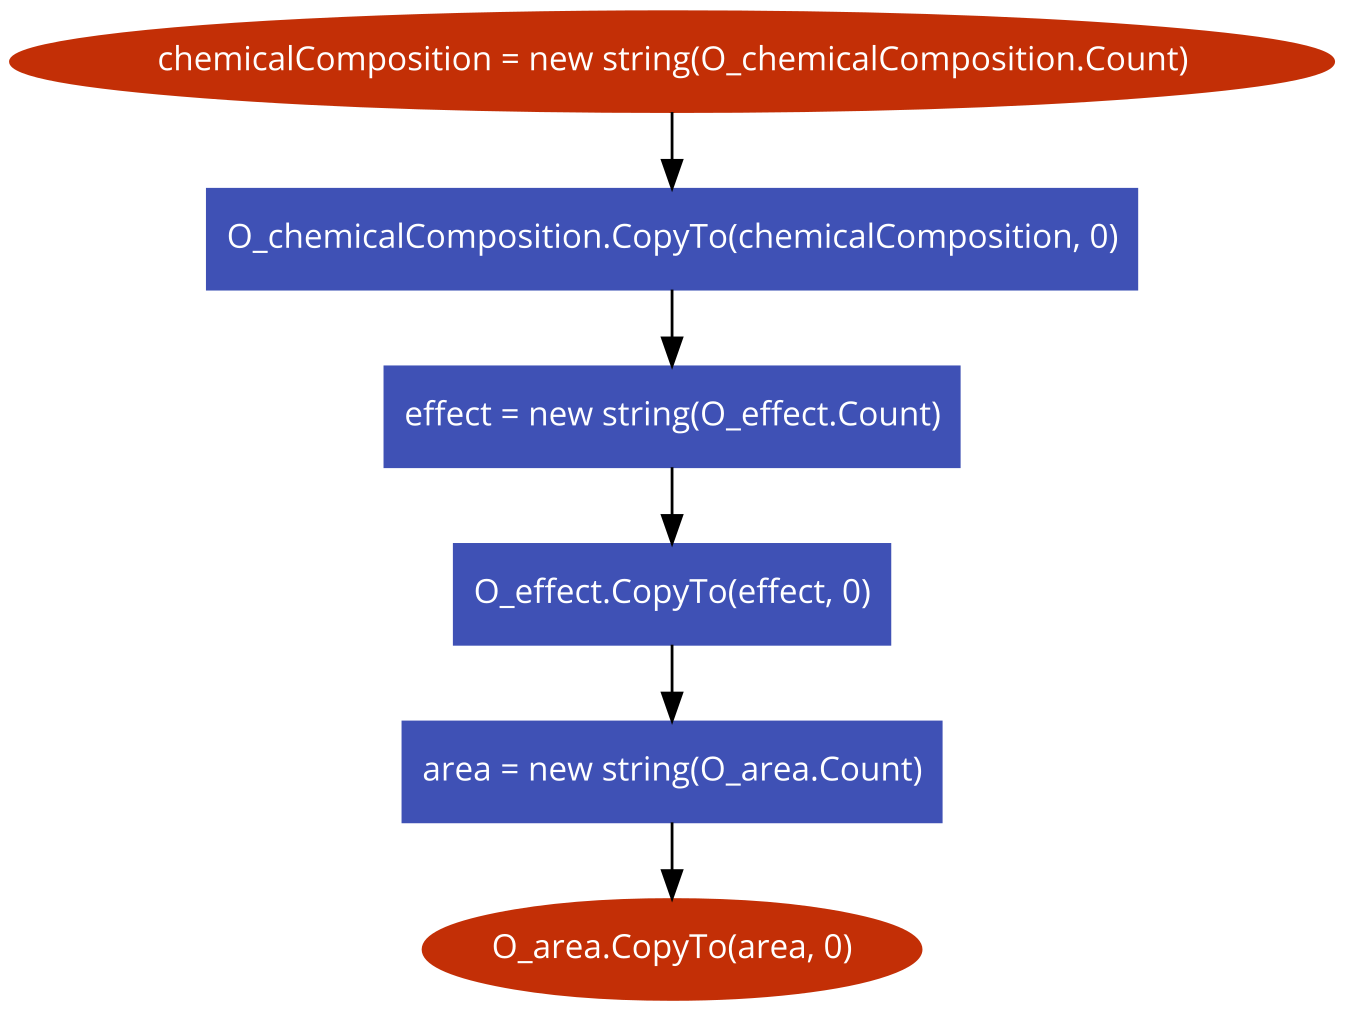 chemicalComposition = new string(O_chemicalComposition.Count)
O_chemicalComposition.CopyTo(chemicalComposition, 0)
effect = new string(O_effect.Count)
O_effect.CopyTo(effect, 0)
area = new string(O_area.Count)
O_area.CopyTo(area, 0)